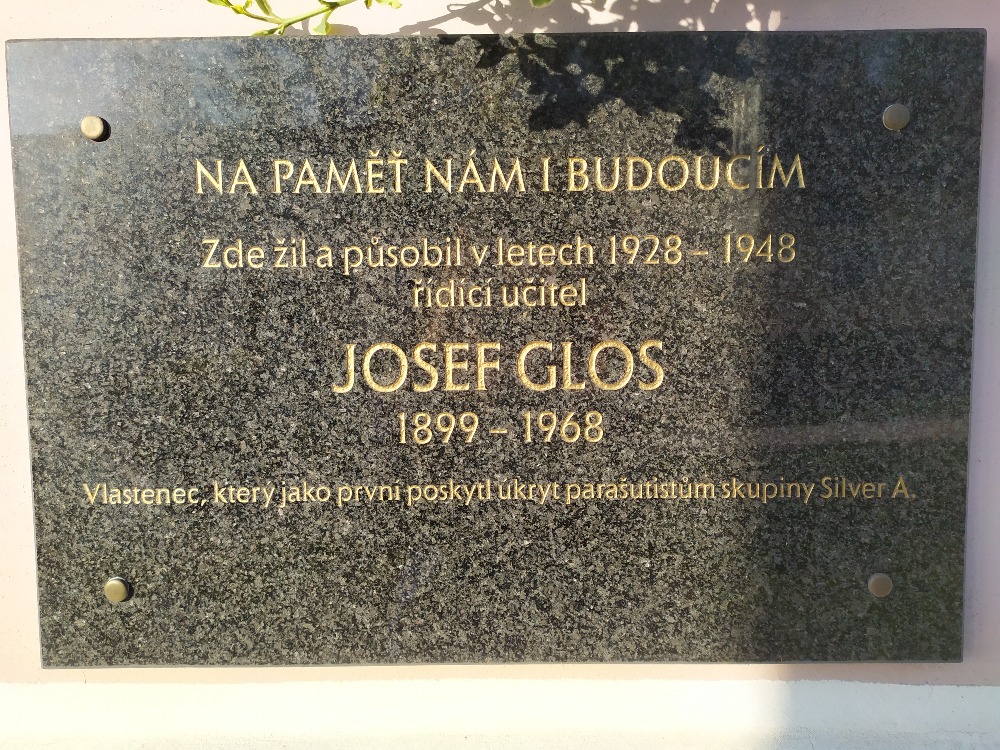 NA PAMĚŤ NÁM I BUDOUCÍM
Zde žil a působil v letech 1928 – 1948
řídící učitel
JOSEF GLOS
1899 – 1968
Vlastenec, který jako první poskytl úkryt parašutistům skupiny Silver A.